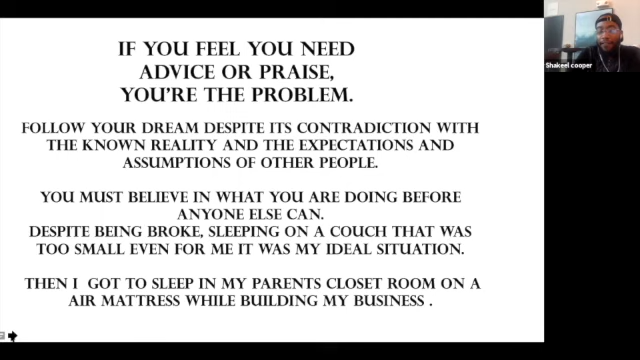 IF YOU FEEL YOU NEED
ADVICE OR PRAISE,
YOU'RE THE PROBLEM.
FOLLOW YOUR DREAM DESPITE ITS CONTRADICTION WITH
THE KNOWN REALITY AND THE EXPECTATIONS AND
ASSUMPTIONS OF OTHER PEOPLE.
YOU MUST BELIEVE IN WHAT YOU ARE DOING BEFORE
ANYONE ELSE CAN.
DESPITE BEING BROKE, SLEEPING ON A COUCH THAT WAS
TOO SMALL EVEN FOR ME IT WAS MY IDEAL SITUATION.
THEN I GOT TO SLEEP IN MY PARENTS CLOSET ROOM ON A
AIR MATTRESS WHILE BUILDING MY BUSINESS .
Shakeel cooper